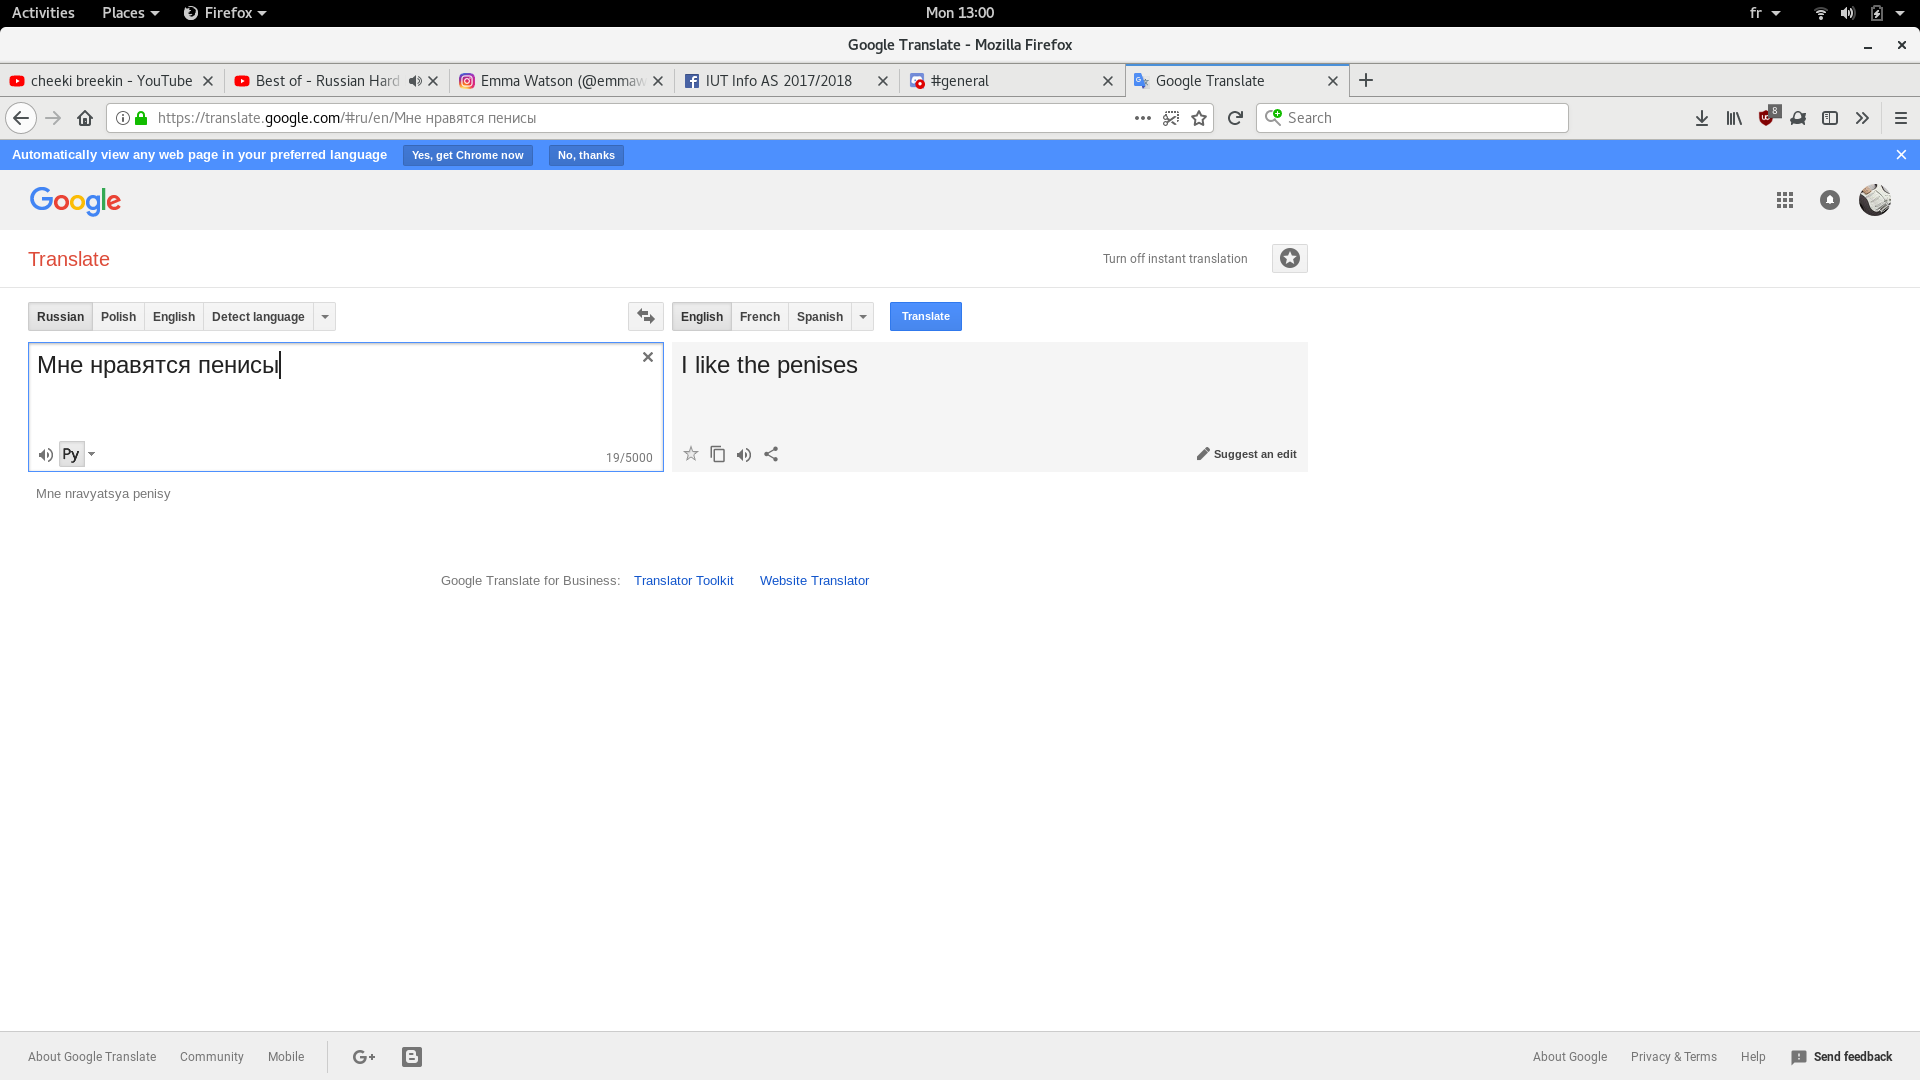 Activities Places Firefox Mon 13:00 fr
Google Translate - Mozilla Firefox
cheeki breekin - YouTube Best of - Russian Hard Emma Watson (@emmaw IUT Info AS 2017/2018 #general Google Translate
https://translate.google.com/#ru/en/Мне нравятся пенисы Search 8
Automatically view any web page in your preferred language Yes, get Chrome now No, thanks
Google
Translate Turn off instant translation
Russian Polish English Detect language English French Spanish Translate
Мне нравятся пенисы I like the penises
Ру 19/5000 Suggest an edit
Mne nravyatsya penisy
Google Translate for Business: Translator Toolkit Website Translator
About Google Translate Community Mobile G+ About Google Privacy & Terms Help Send feedback